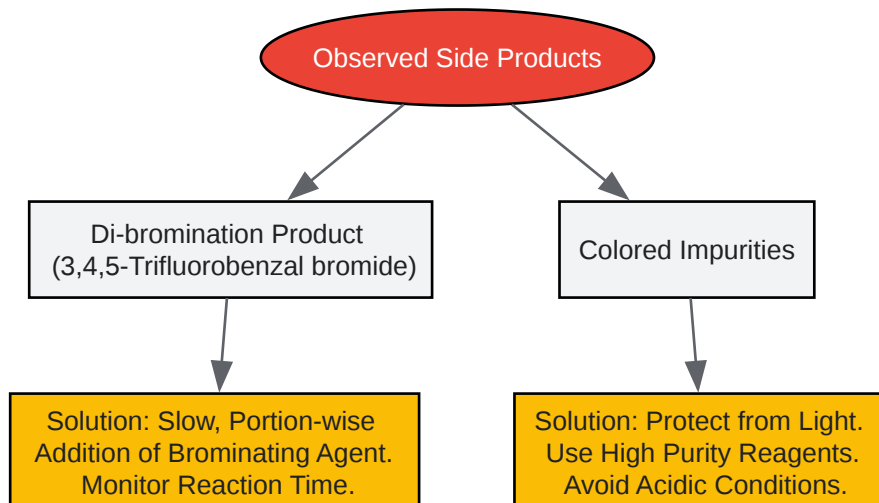 Observed Side Products
Di-bromination Product
(3,4,5-Trifluorobenzal bromide)
Colored Impurities
Solution: Slow, Portion-wise
Addition of Brominating Agent.
Monitor Reaction Time.
Solution: Protect from Light.
Use High Purity Reagents.
Avoid Acidic Conditions.